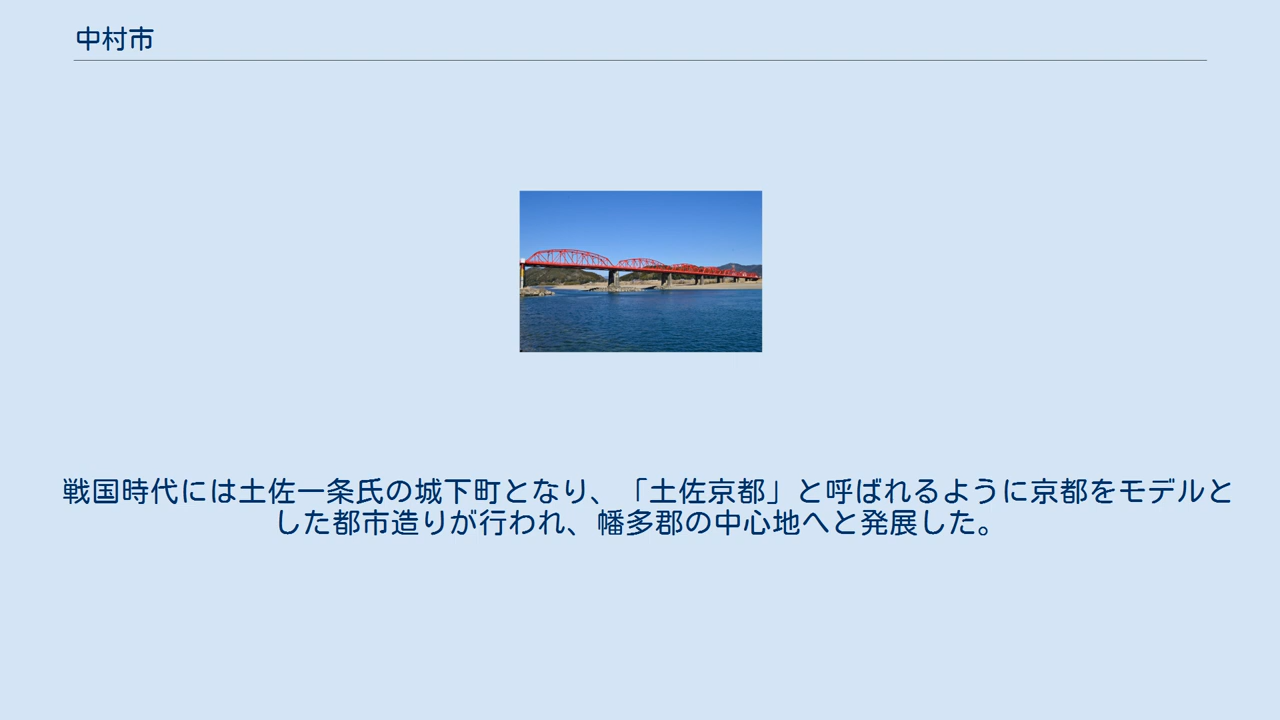 中村市
戦国時代には土佐一条氏の城下町となり、「土佐京都」と呼ばれるように京都をモデルと
した都市造りが行われ、幡多郡の中心地へと発展した。